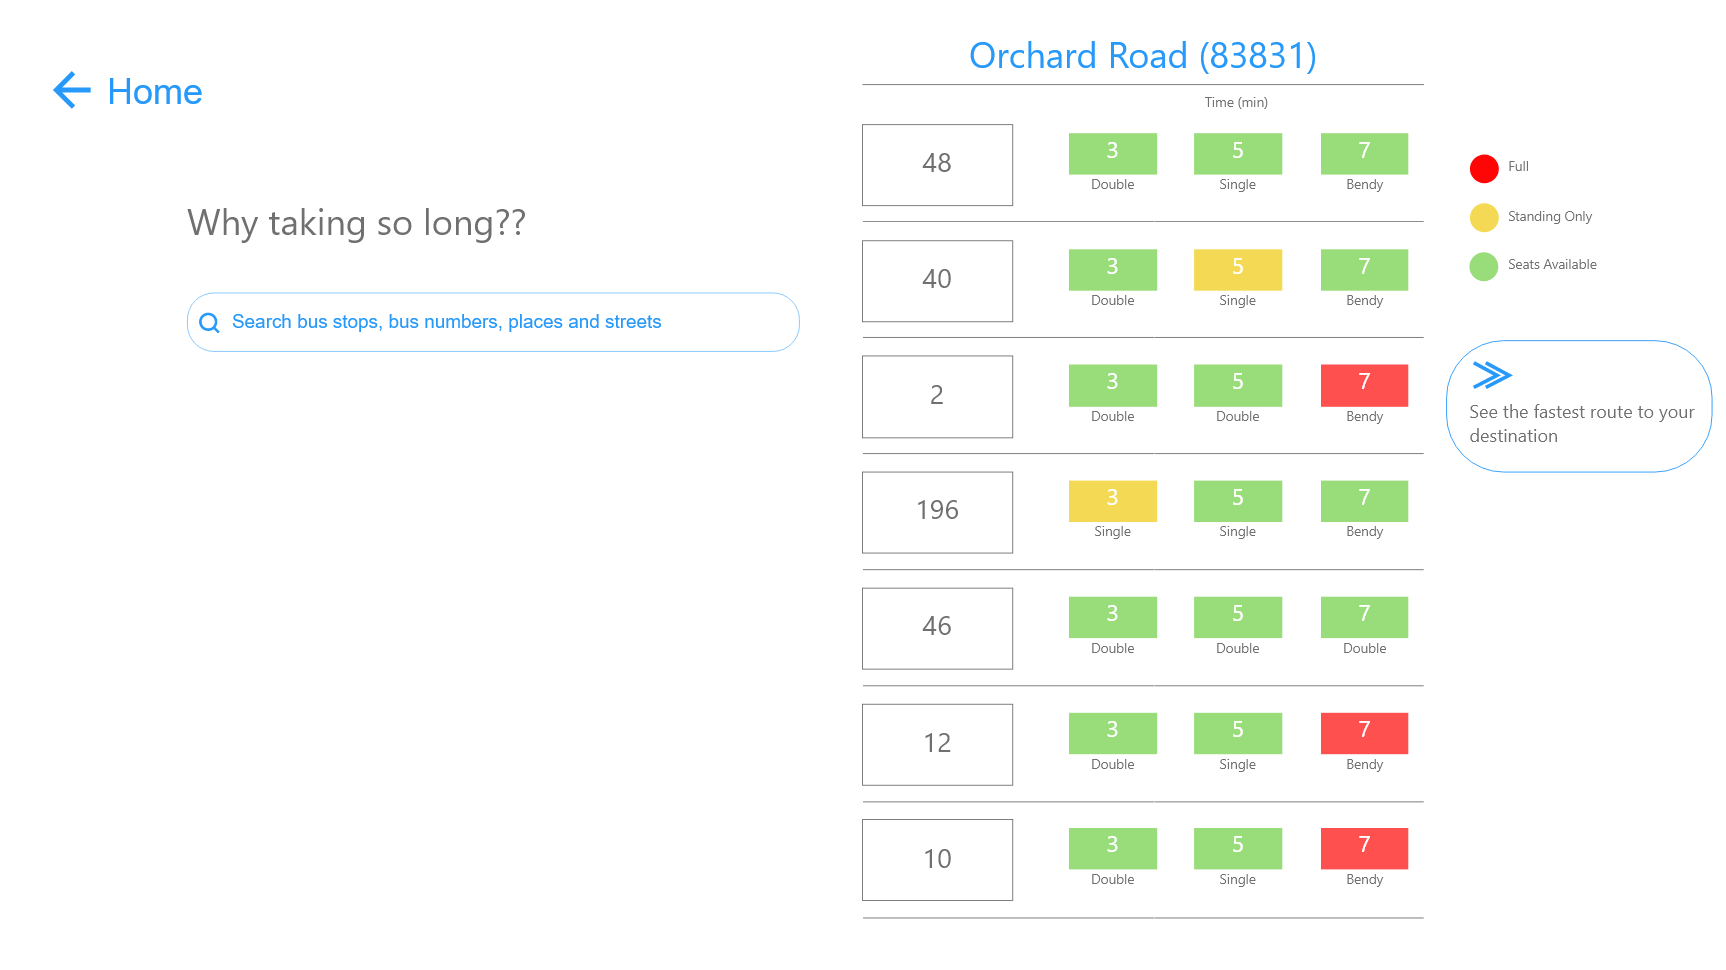 Home
Why taking so long??
Search bus stops, bus numbers, places and streets
Orchard Road (83831)
Time (min)
48 3 5 7
Double Single Bendy
40 3 5 7
Double Single Bendy
2 3 5 7
Double Double Bendy
196 3 5 7
Single Single Bendy
46 3 5 7
Double Double Double
12 3 5 7
Double Single Bendy
10 3 5 7
Double Single Bendy
Full
Standing Only
Seats Available
See the fastest route to your
destination